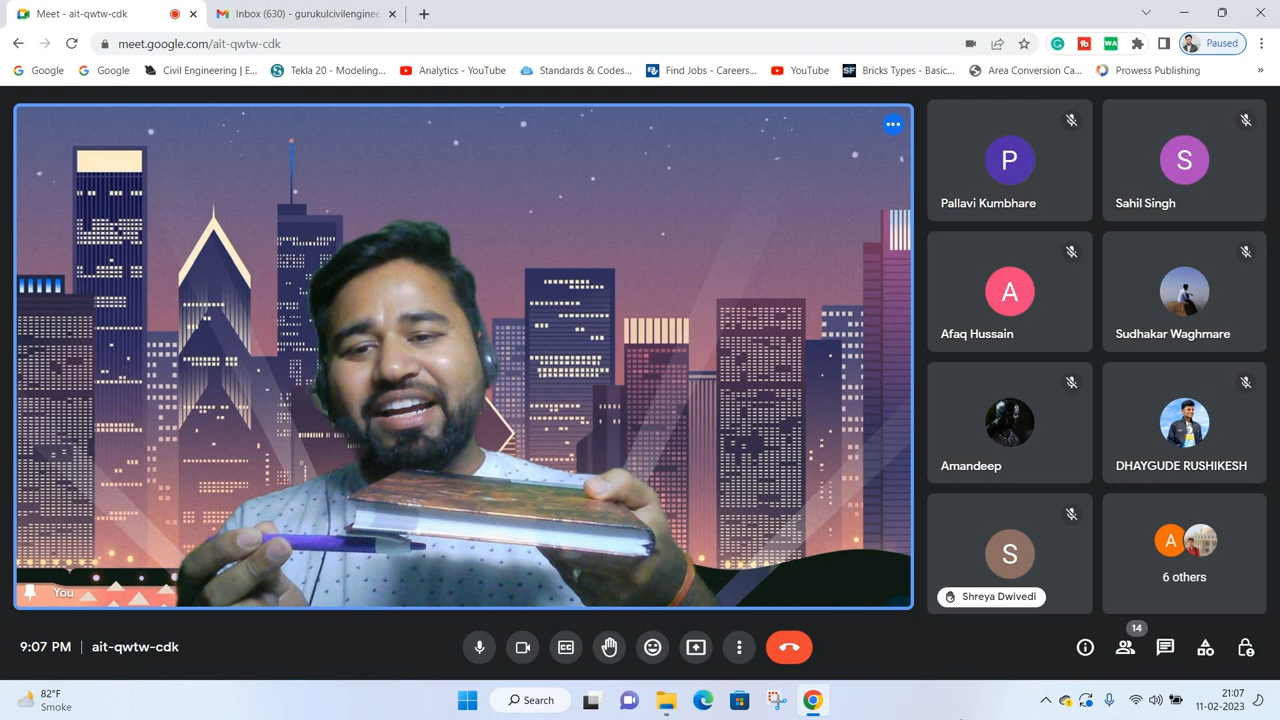 Meet - ait-qwtw-cdk
Inbox (630) - gurukulcivilenginee
meet.google.com/ait-qwtw-cdk
Paused
Google
Google
Civil Engineering | E...
Tekla 20 - Modeling...
Analytics - YouTube
Standards & Codes...
Find Jobs - Careers...
YouTube
SF
Bricks Types - Basic...
Area Conversion Ca...
Prowess Publishing
»
P
Pallavi Kumbhare
S
Sahil Singh
A
Afaq Hussain
Sudhakar Waghmare
Amandeep
DHAYGUDE RUSHIKESH
S
Shreya Dwivedi
A
6 others
You
9:07 PM
ait-qwtw-cdk
CC
14
82°F
Smoke
Search
21:07
11-02-2023